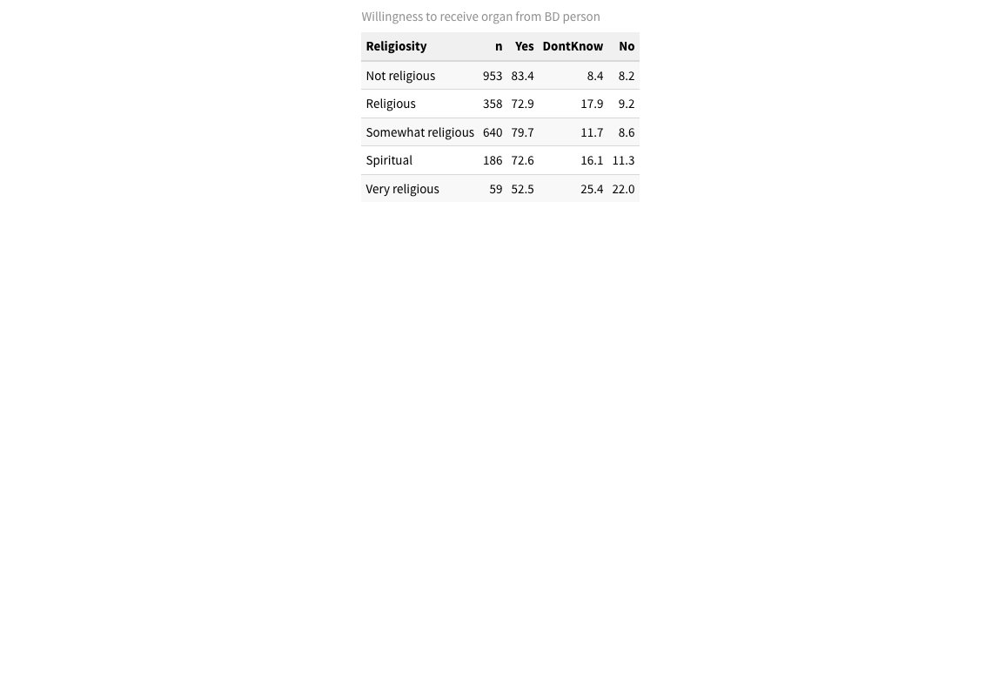 Willingness to receive organ from BD person
Religiosity n Yes DontKnow No
Not religious 953 83.4 8.4 8.2
Religious 358 72.9 17.9 9.2
Somewhat religious 640 79.7 11.7 8.6
Spiritual 186 72.6 16.1 11.3
Very religious 59 52.5 25.4 22.0